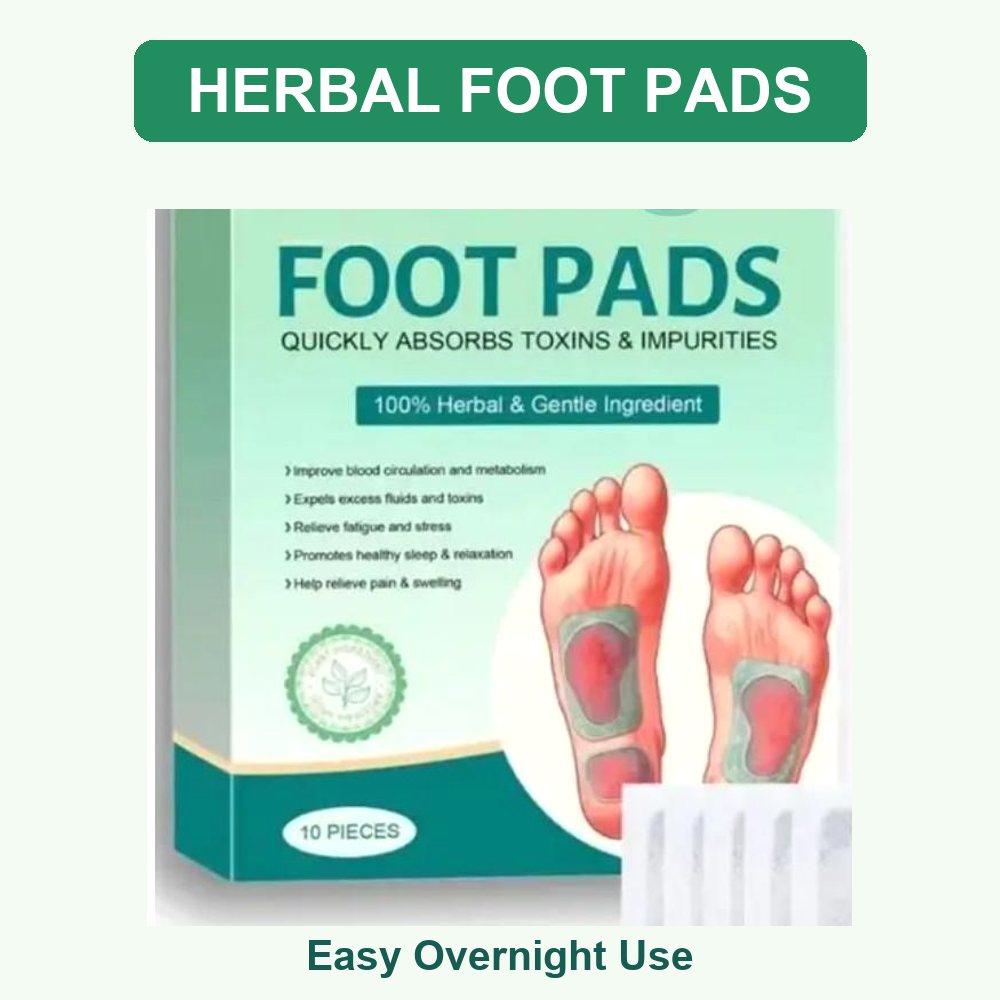 HERBAL FOOT PADS
FOOT PADS
QUICKLY ABSORBS TOXINS & IMPURITIES
100% Herbal & Gentle Ingredient
Improve blood circulation and metabolism
Expels excess fluids and toxins
Relieve fatigue and stress
Promotes healthy sleep & relaxation
Help relieve pain & swelling
10 PIECES
Easy Overnight Use